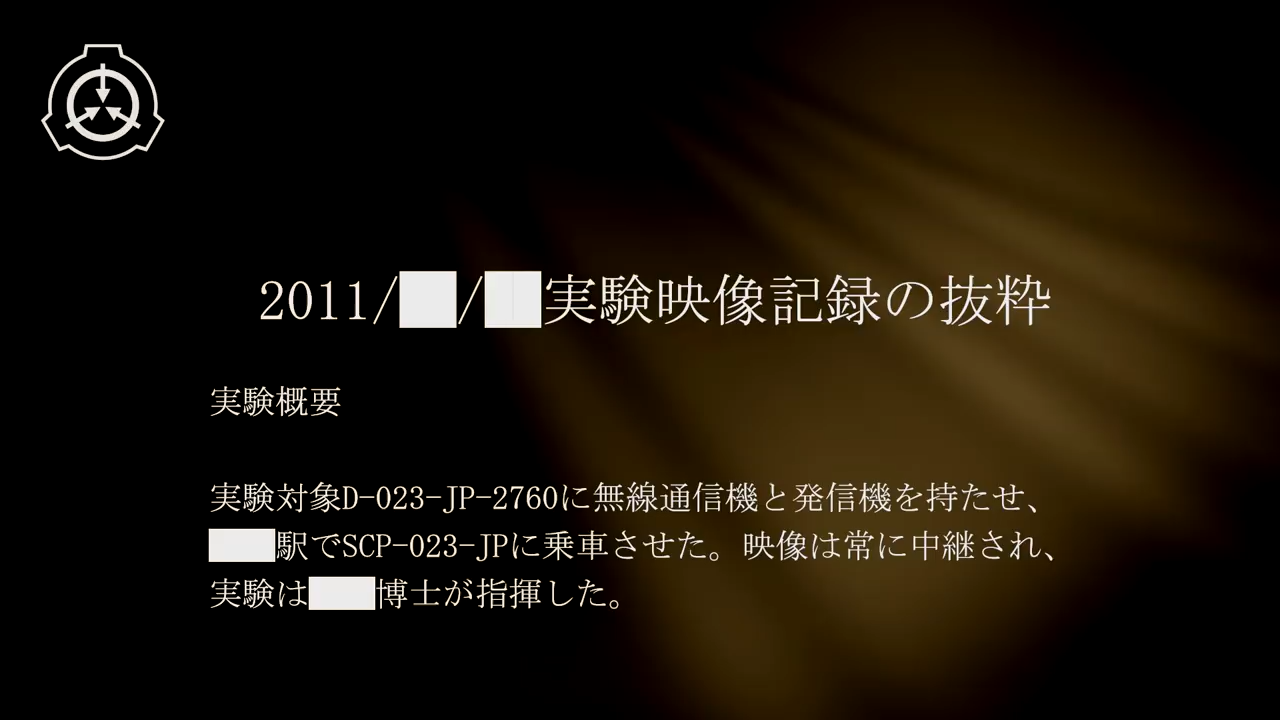 2011/██/██実験映像記録の抜粋
実験概要
実験対象D-023-JP-2760に無線通信機と発信機を持たせ、
██駅でSCP-023-JPに乗車させた。映像は常に中継され、
実験は██博士が指揮した。